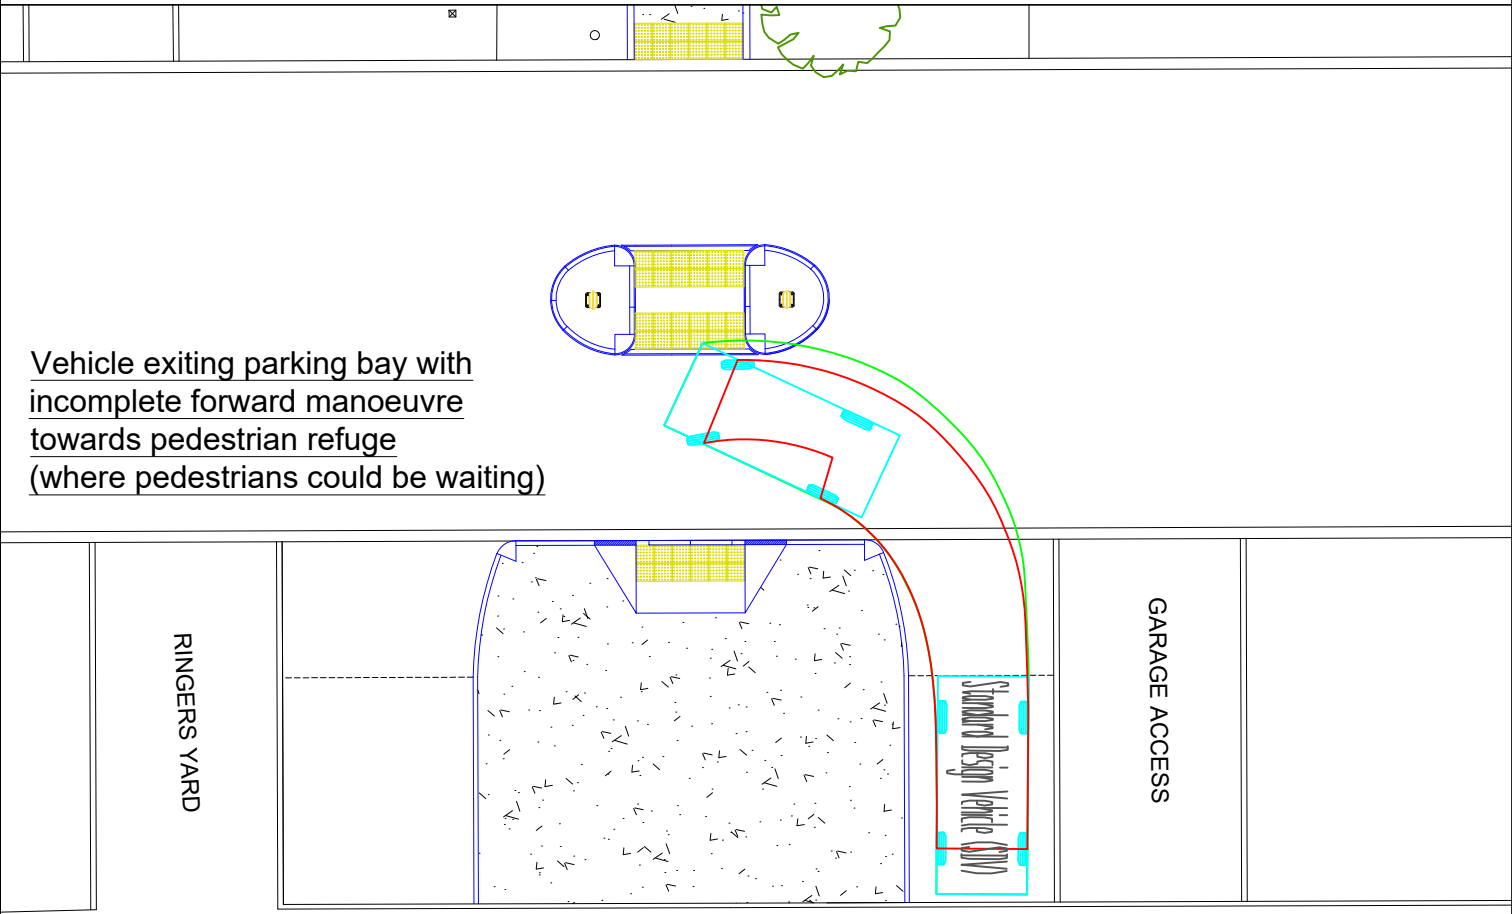 Vehicle exiting parking bay with
incomplete forward manoeuvre
towards pedestrian refuge
(where pedestrians could be waiting)
RINGERS YARD
Standard Design Vehicle (SDV)
GARAGE ACCESS